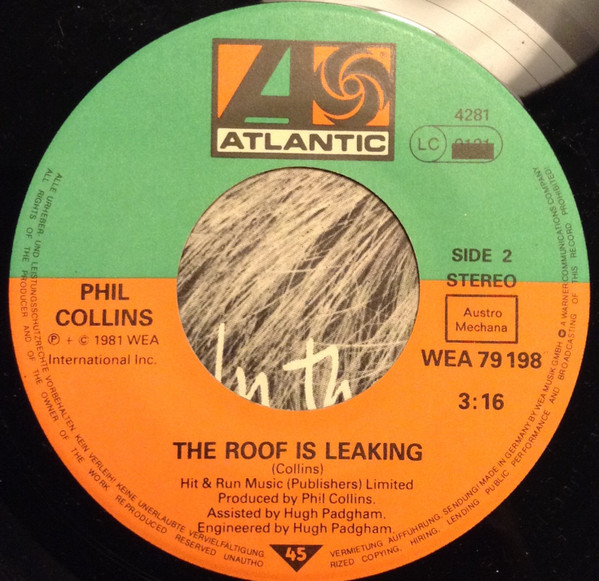 ATLANTIC
4281
LC
SIDE 2
STEREO
PHIL
COLLINS
℗ + © 1981 WEA
International Inc.
Austro
Mechana
WEA 79 198
3:16
In th
THE ROOF IS LEAKING
(Collins)
Hit & Run Music (Publishers) Limited
Produced by Phil Collins.
Assisted by Hugh Padgham.
Engineered by Hugh Padgham.
45
ALLE URHEBER- UND LEISTUNGSSCHUTZRECHTE VORBEHALTEN. KEIN VERLEIH! KEINE UNERLAUBTE VERVIELFÄLTIGUNG,
VERMIETUNG, AUFFÜHRUNG, SENDUNG! MADE IN GERMANY BY WEA MUSIK GMBH A WARNER COMMUNICATIONS COMPANY
ALL RIGHTS OF THE PRODUCER AND OF THE OWNER OF THE WORK REPRODUCED RESERVED UNAUTHO
RIZED COPYING, HIRING, LENDING PUBLIC PERFORMANCE AND BROADCASTING OF THIS RECORD PROHIBITED!